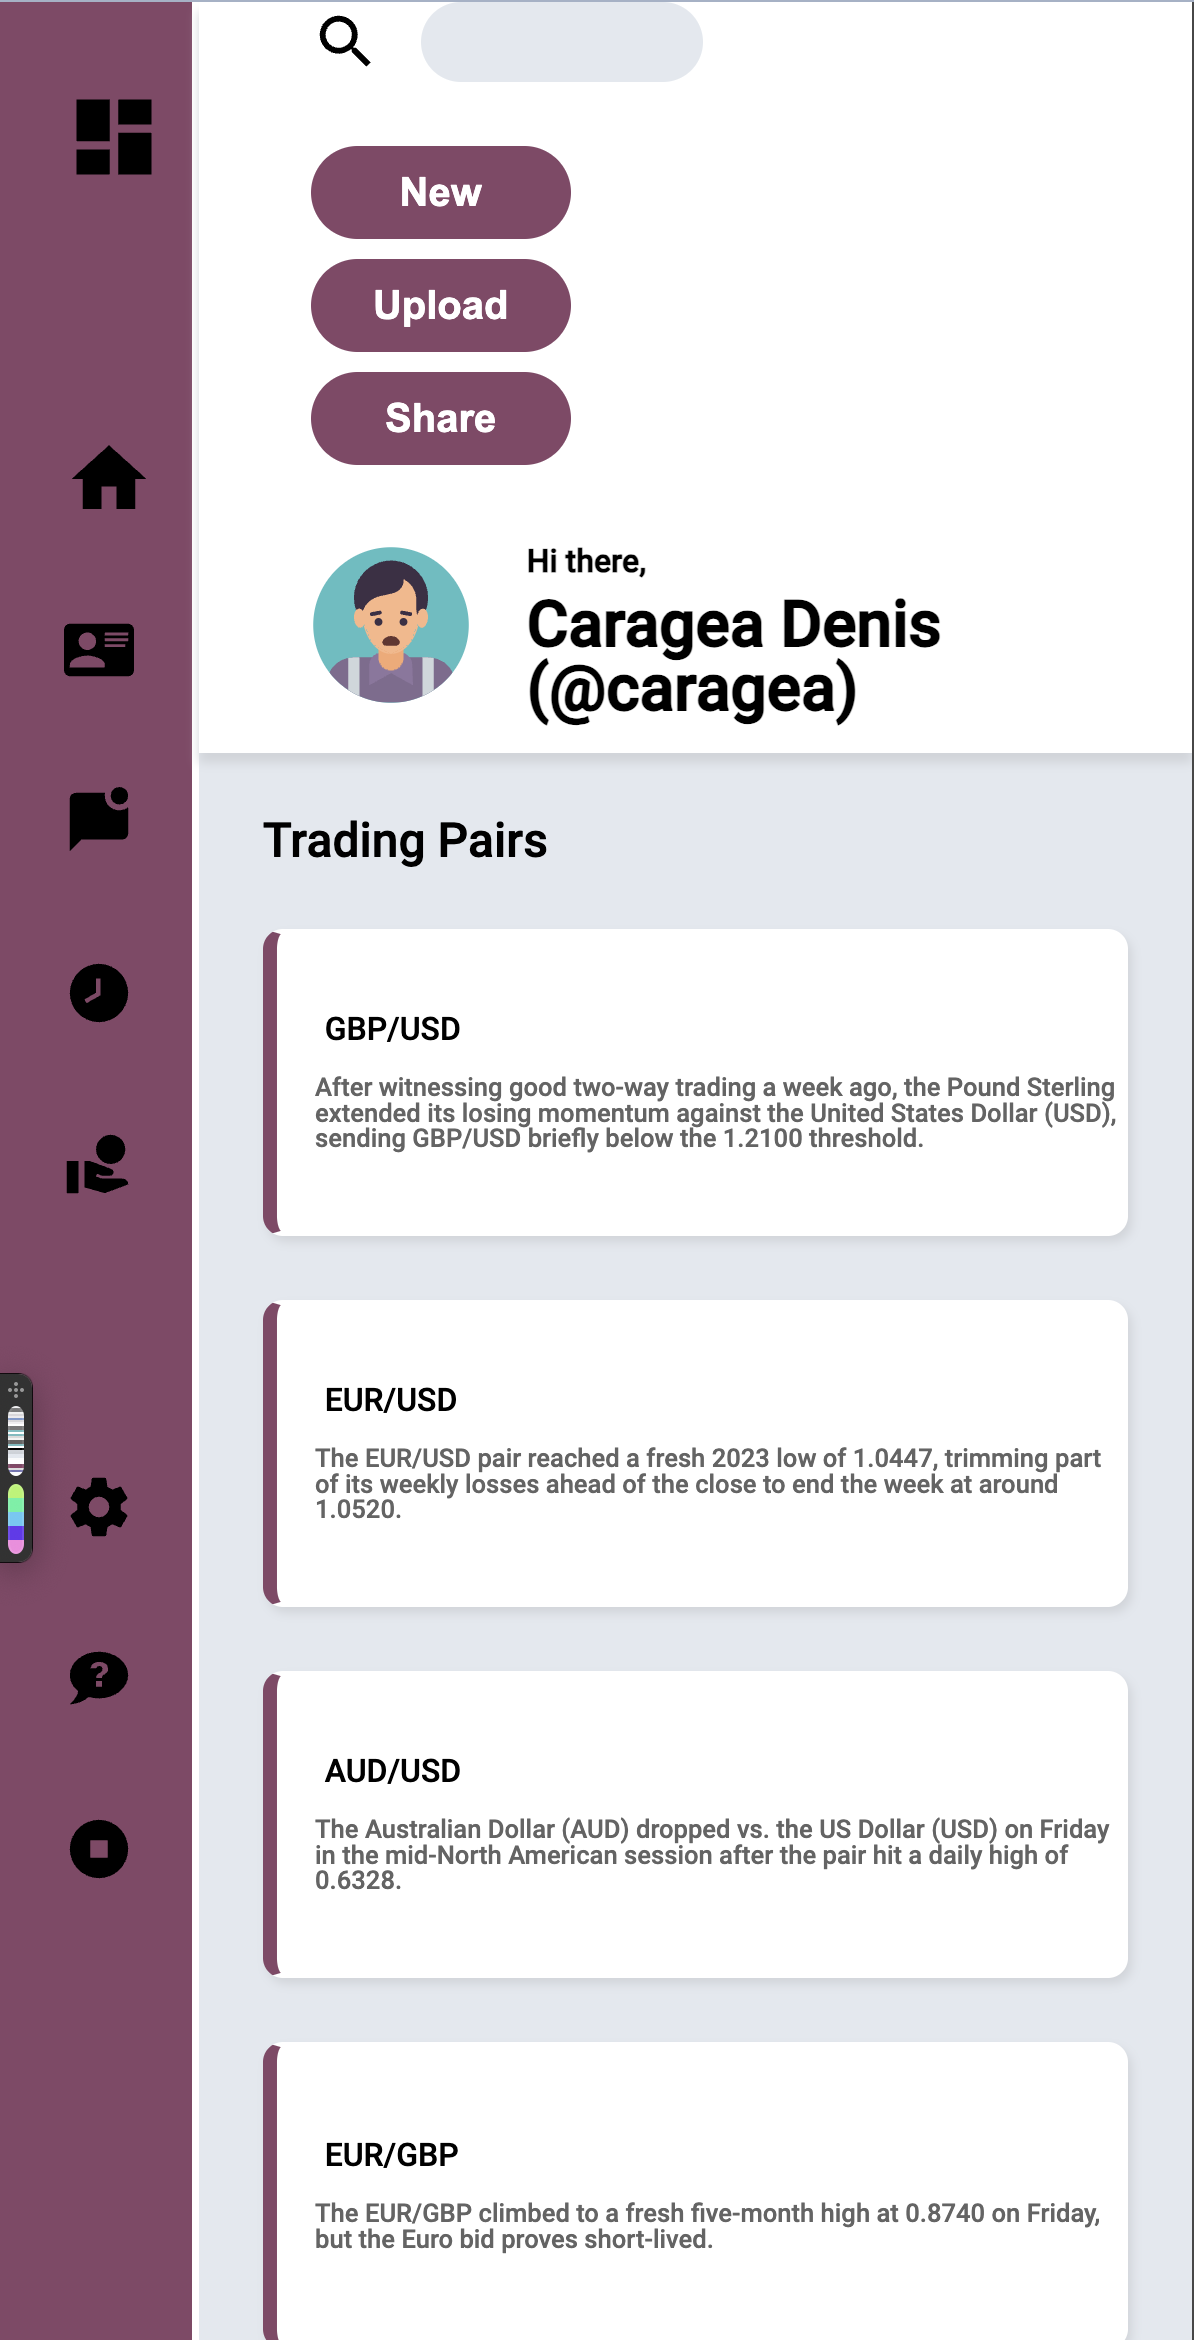 New
Upload
Share
Hi there,
Caragea Denis
(@caragea)
Trading Pairs
GBP/USD
After witnessing good two-way trading a week ago, the Pound Sterling
extended its losing momentum against the United States Dollar (USD),
sending GBP/USD briefly below the 1.2100 threshold.
EUR/USD
The EUR/USD pair reached a fresh 2023 low of 1.0447, trimming part
of its weekly losses ahead of the close to end the week at around
1.0520.
?
AUD/USD
The Australian Dollar (AUD) dropped vs. the US Dollar (USD) on Friday
in the mid-North American session after the pair hit a daily high of
0.6328.
EUR/GBP
The EUR/GBP climbed to a fresh five-month high at 0.8740 on Friday,
but the Euro bid proves short-lived.